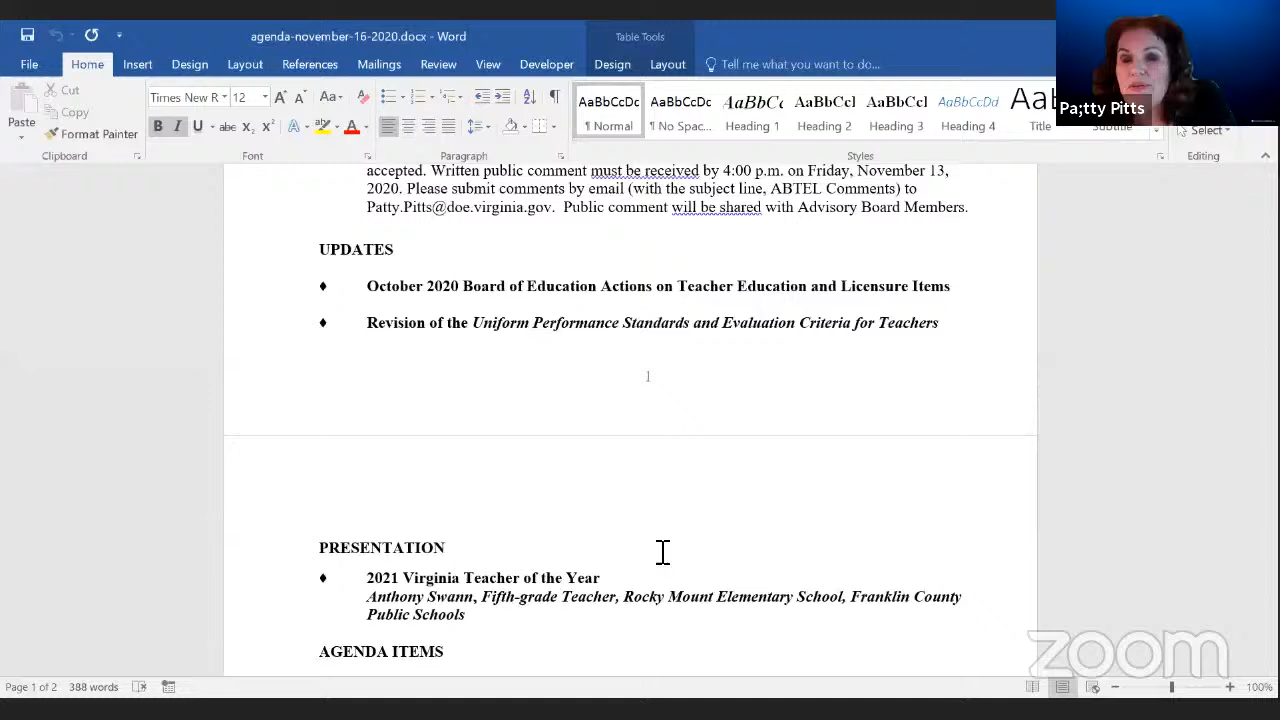 agenda-november-16-2020.docx - Word
Table Tools
File Home Insert Design Layout References Mailings Review View Developer Design Layout Tell me what you want to do...
Paste
Cut
Copy
Format Painter
Clipboard
Times New R 12
Font
Paragraph
AaBbCcDc AaBbCcDc AaBbCc AaBbCcI AaBbCcI AaBbCcDd
¶ Normal ¶ No Spac... Heading 1 Heading 2 Heading 3 Heading 4 Title
Styles
Select
Editing
Pa;tty Pitts
accepted. Written public comment must be received by 4:00 p.m. on Friday, November 13,
2020. Please submit comments by email (with the subject line, ABTEL Comments) to
Patty.Pitts@doe.virginia.gov. Public comment will be shared with Advisory Board Members.
UPDATES
♦ October 2020 Board of Education Actions on Teacher Education and Licensure Items
♦ Revision of the Uniform Performance Standards and Evaluation Criteria for Teachers
1
PRESENTATION
♦ 2021 Virginia Teacher of the Year
Anthony Swann, Fifth-grade Teacher, Rocky Mount Elementary School, Franklin County
Public Schools
AGENDA ITEMS
zoom
Page 1 of 2 388 words
100%